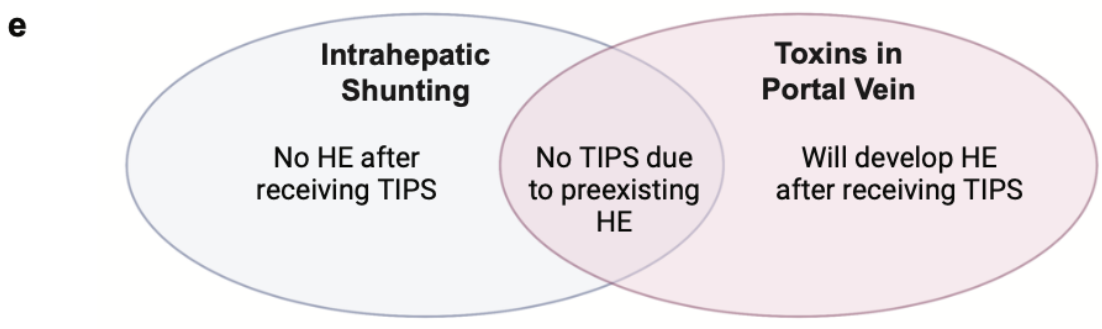 e
Intrahepatic
Shunting
Toxins in
Portal Vein
No HE after
receiving TIPS
No TIPS due
to preexisting
HE
Will develop HE
after receiving TIPS